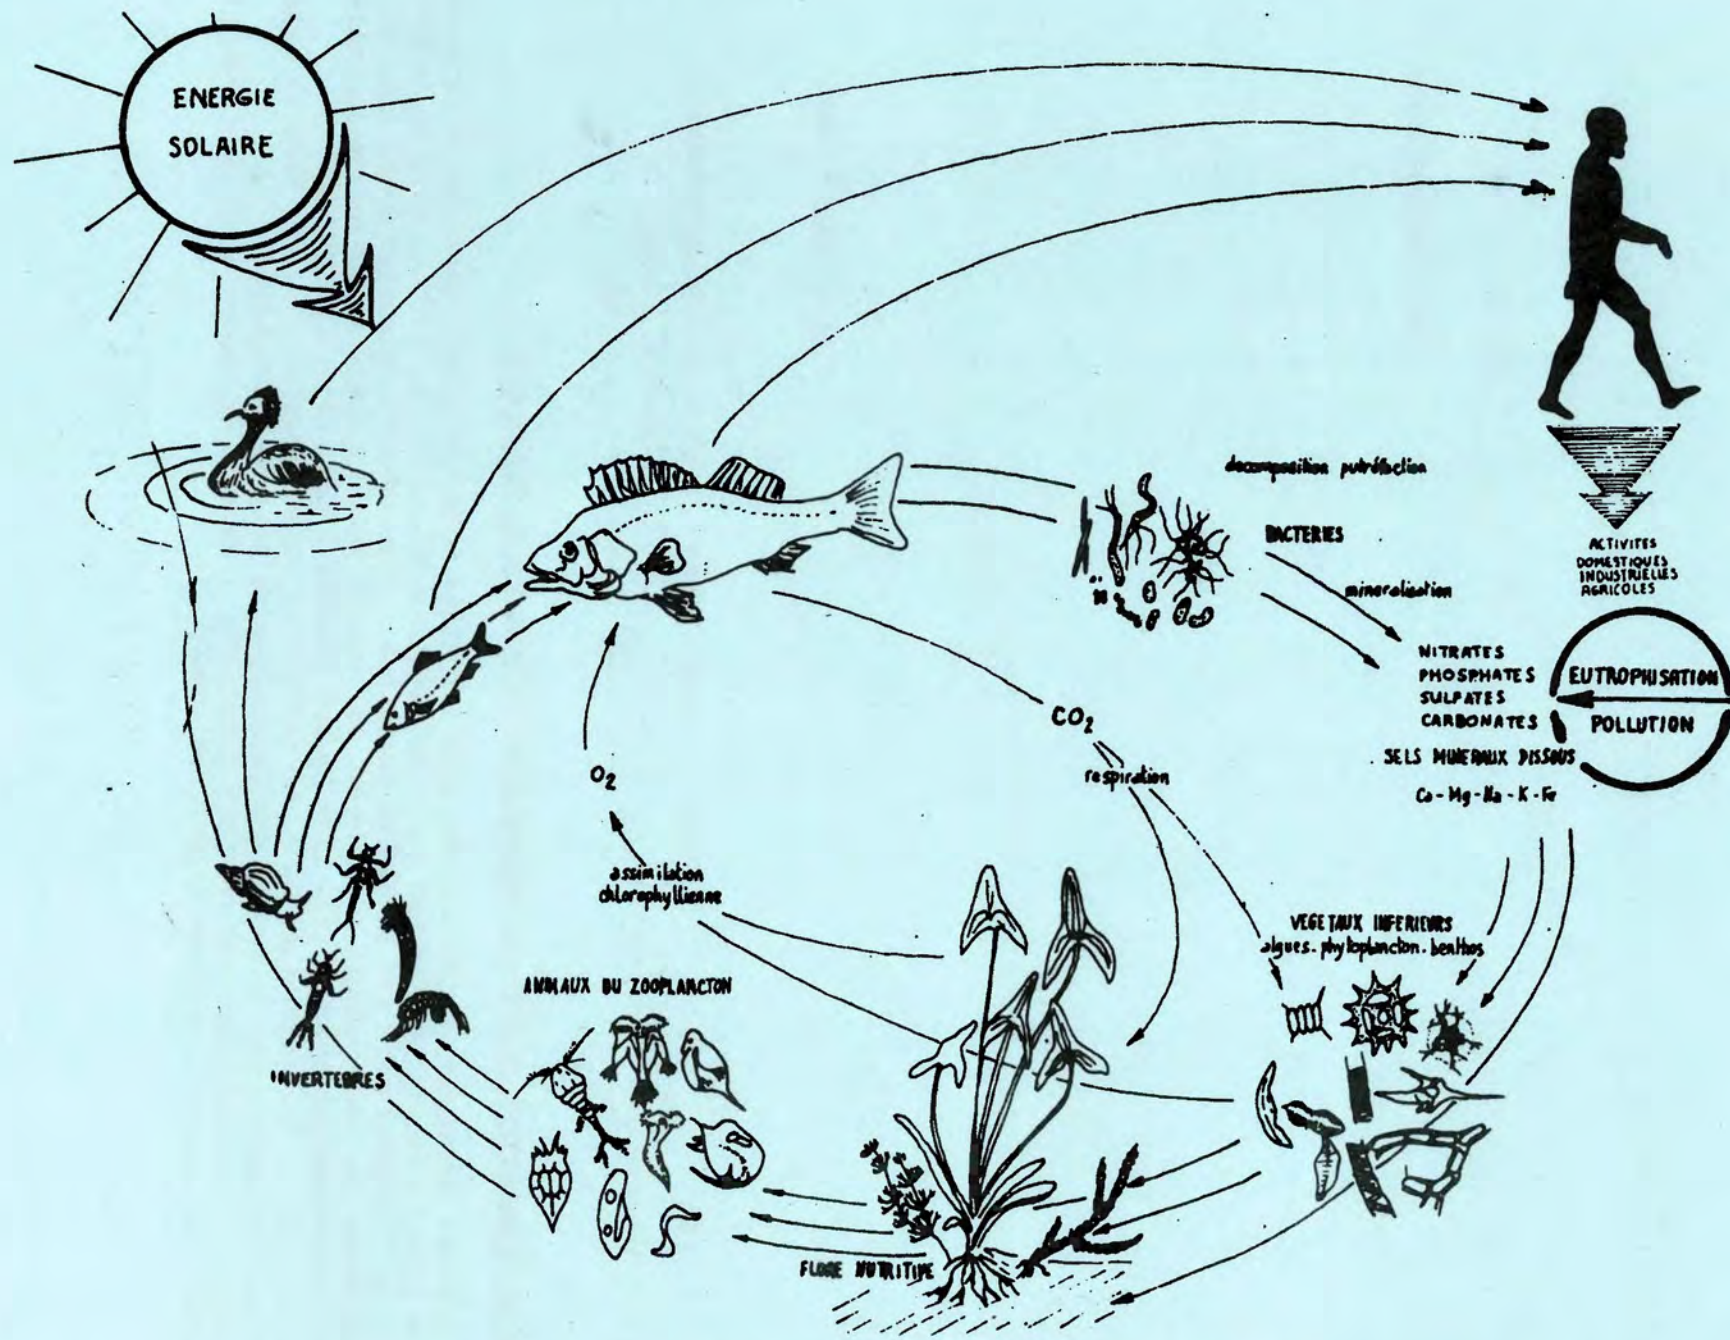 ENERGIE
SOLAIRE
decomposition putréfaction
BACTERIES
mineralisation
ACTIVITES
DOMESTIQUES
INDUSTRIELLES
AGRICOLES
NITRATES
PHOSPHATES
SULFATES
CARBONATES
EUTROPHISATION
POLLUTION
SELS MINERAUX DISSOUS
Ca - Mg - Na - K - Fe
CO2
respiration
O2
assimilation
chlorophyllienne
VEGETAUX INFERIEURS
algues - phytoplancton - benthos
ANIMAUX DU ZOOPLANCTON
INVERTEBRES
FLORE NUTRITIVE